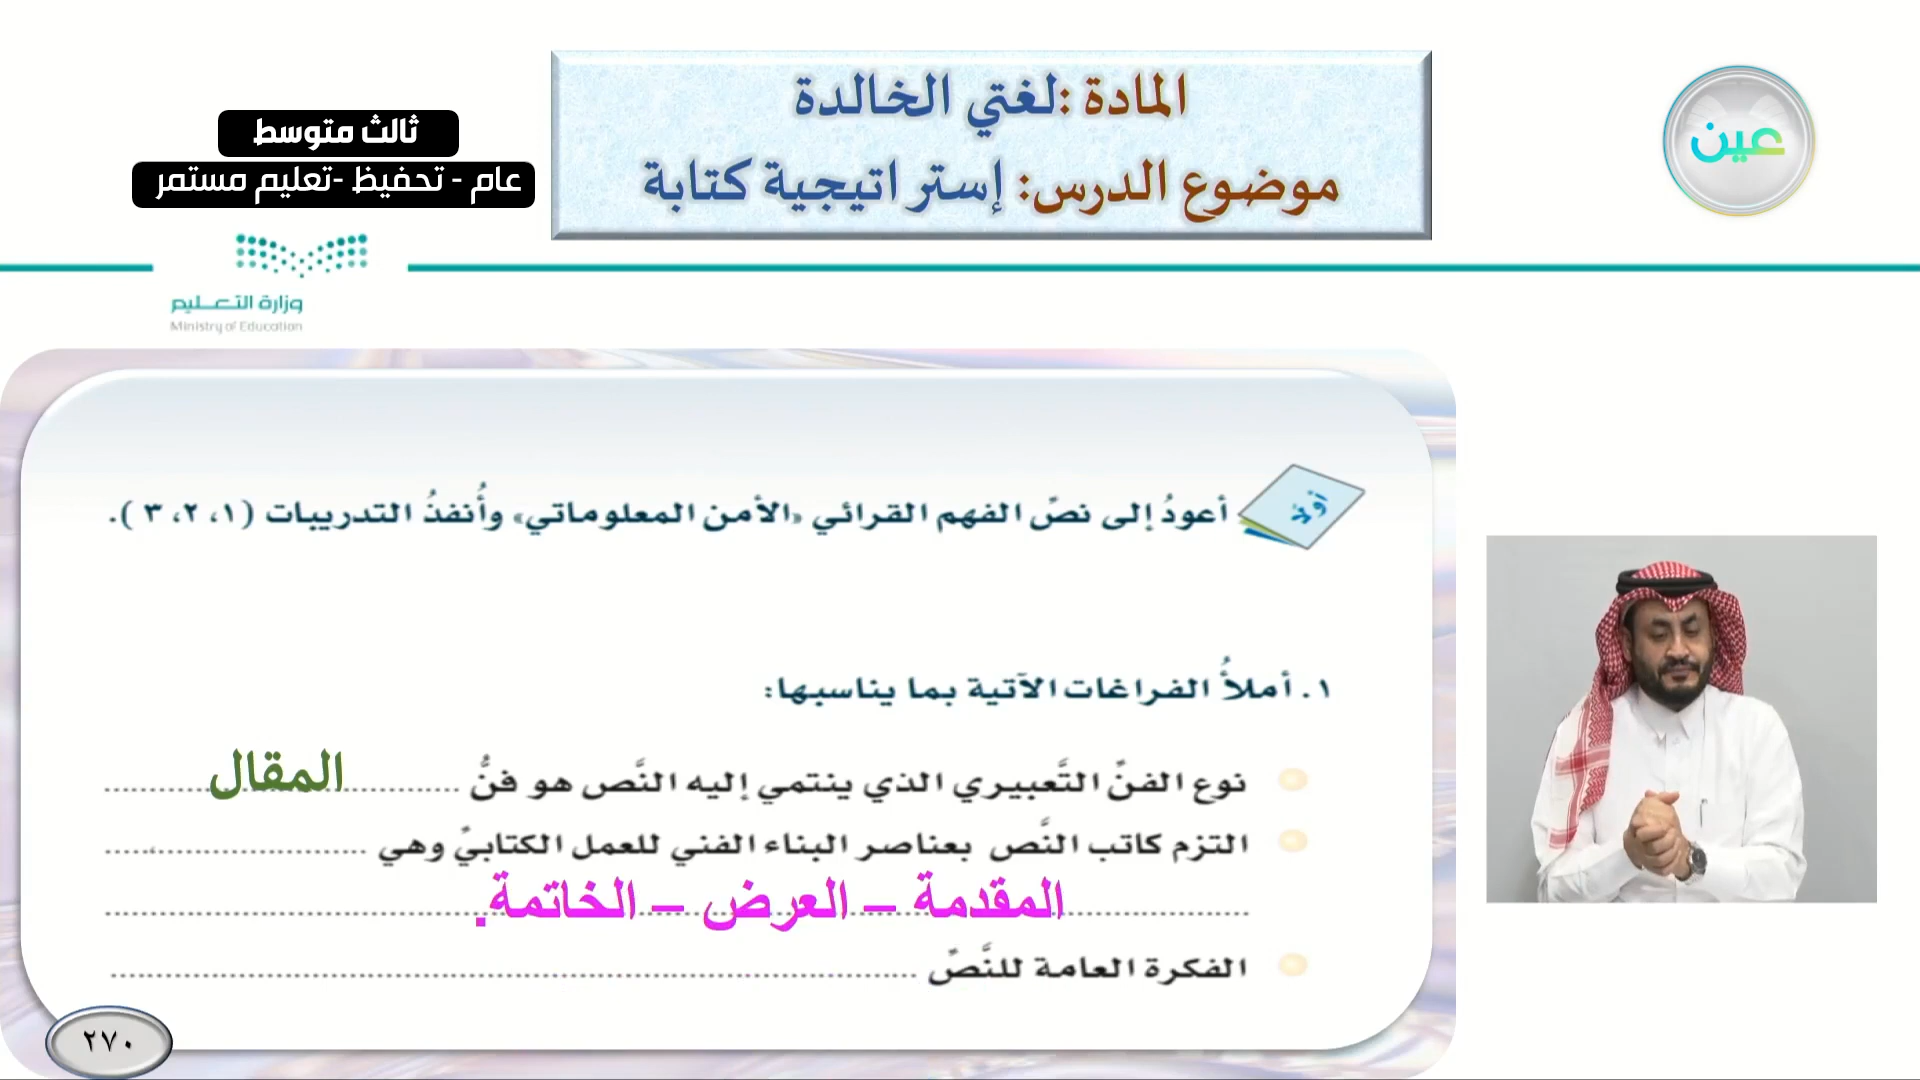 المادة :لغتي الخالدة
موضوع الدرس: إستراتيجية كتابة
عين
ثالث متوسط
عام - تحفيظ -تعليم مستمر
وزارة التعـليم
Ministry of Education
أولًا
أعودُ إلى نصِّ الفهم القرائي «الأمن المعلوماتي» وأُنفذُ التدريبات (١، ٢، ٣).
١. أملأُ الفراغات الآتية بما يناسبها:
نوع الفنِّ التَّعبيري الذي ينتمي إليه النَّص هو فنُّ المقال
التزم كاتب النَّص بعناصر البناء الفني للعمل الكتابيِّ وهي
المقدمة – العرض – الخاتمة.
الفكرة العامة للنَّصِّ
٢٧٠